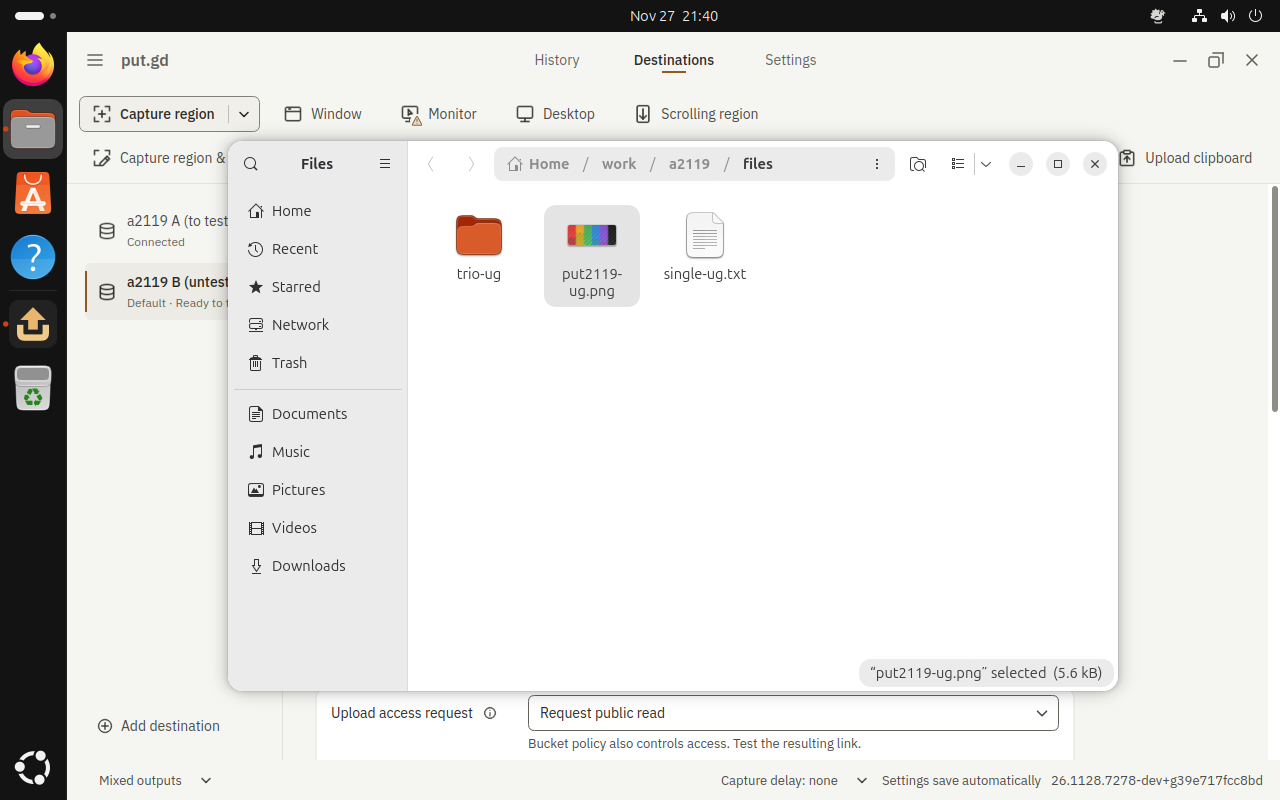 Nov 27 21:40
put.gd
History
Destinations
Settings
Capture region
Window
Monitor
Desktop
Scrolling region
Capture region &
Upload clipboard
a2119 A (to test
Connected
a2119 B (untest
Default · Ready to t
Add destination
Files
Home / work / a2119 / files
Home
Recent
Starred
Network
Trash
Documents
Music
Pictures
Videos
Downloads
trio-ug
put2119-
ug.png
single-ug.txt
“put2119-ug.png” selected (5.6 kB)
Upload access request
Request public read
Bucket policy also controls access. Test the resulting link.
Mixed outputs
Capture delay: none
Settings save automatically
26.1128.7278-dev+g39e717fcc8bd